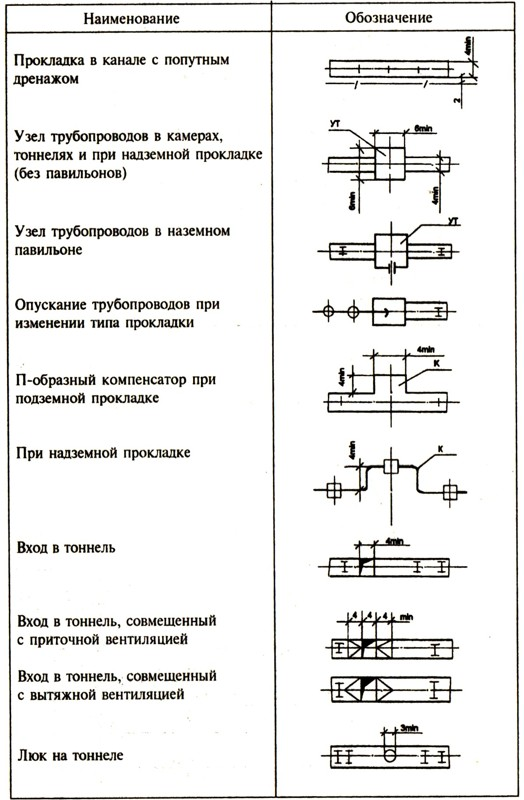 Наименование
Обозначение
Прокладка в канале с попутным
дренажом
4min
2
Узел трубопроводов в камерах,
тоннелях и при надземной прокладке
(без павильонов)
УТ
6min
6min
4min
Узел трубопроводов в наземном
павильоне
УТ
Опускание трубопроводов при
изменении типа прокладки
П-образный компенсатор при
подземной прокладке
4min
4min
К
При надземной прокладке
4min
К
Вход в тоннель
4min
Вход в тоннель, совмещенный
с приточной вентиляцией
4 4 4 min
Вход в тоннель, совмещенный
с вытяжной вентиляцией
Люк на тоннеле
3min